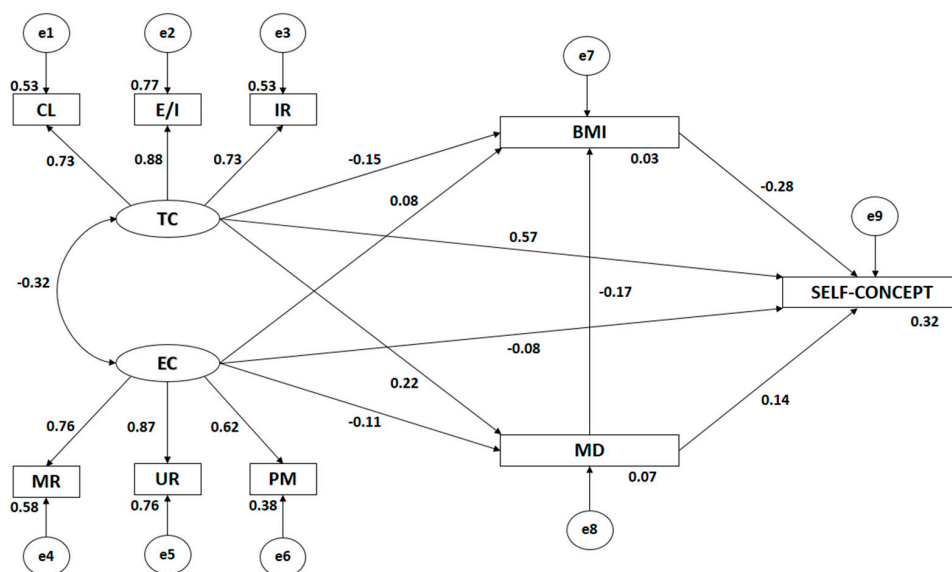 e1
e2
e3
e7
0.53
0.77
0.53
CL
E/I
IR
BMI
0.03
0.73
0.88
0.73
-0.15
-0.28
0.08
e9
TC
0.57
-0.32
-0.17
SELF-CONCEPT
0.32
-0.08
EC
0.22
0.14
0.76
0.87
0.62
-0.11
MD
0.07
MR
UR
PM
0.58
0.76
0.38
e8
e4
e5
e6